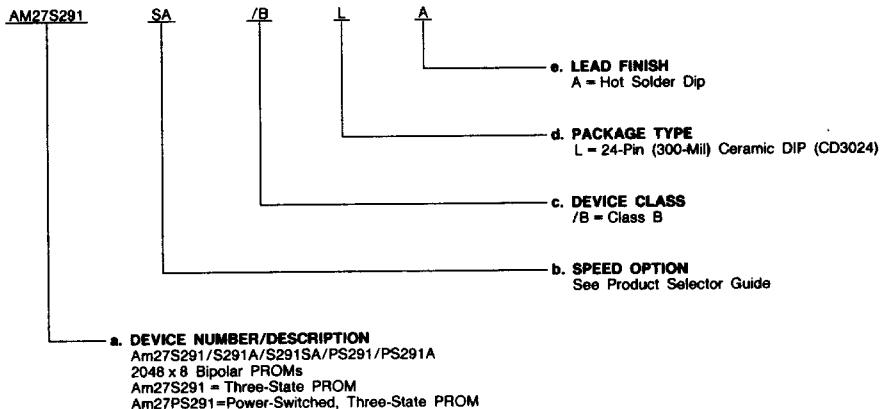 AM27S291 SA /B L A
e. LEAD FINISH
A = Hot Solder Dip
d. PACKAGE TYPE
L = 24-Pin (300-Mil) Ceramic DIP (CD3024)
c. DEVICE CLASS
/B = Class B
b. SPEED OPTION
See Product Selector Guide
a. DEVICE NUMBER/DESCRIPTION
Am27S291/S291A/S291SA/PS291/PS291A
2048 x 8 Bipolar PROMs
Am27S291 = Three-State PROM
Am27PS291=Power-Switched, Three-State PROM